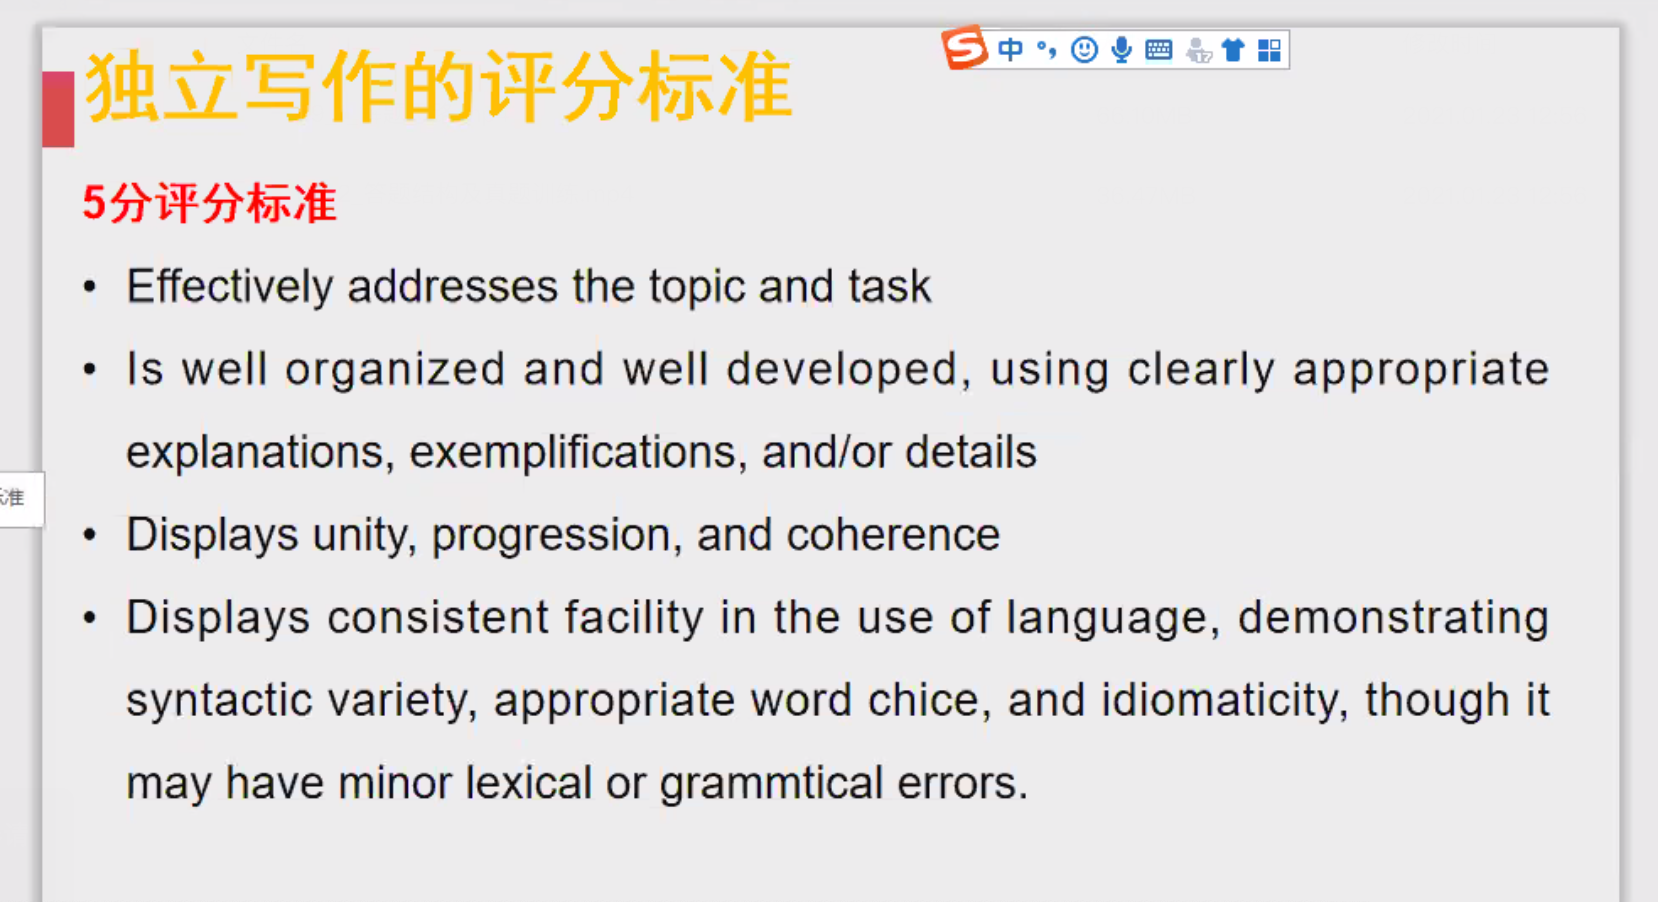 独立写作的评分标准
中
5分评分标准
• Effectively addresses the topic and task
• Is well organized and well developed, using clearly appropriate
explanations, exemplifications, and/or details
准
• Displays unity, progression, and coherence
• Displays consistent facility in the use of language, demonstrating
syntactic variety, appropriate word chice, and idiomaticity, though it
may have minor lexical or grammtical errors.